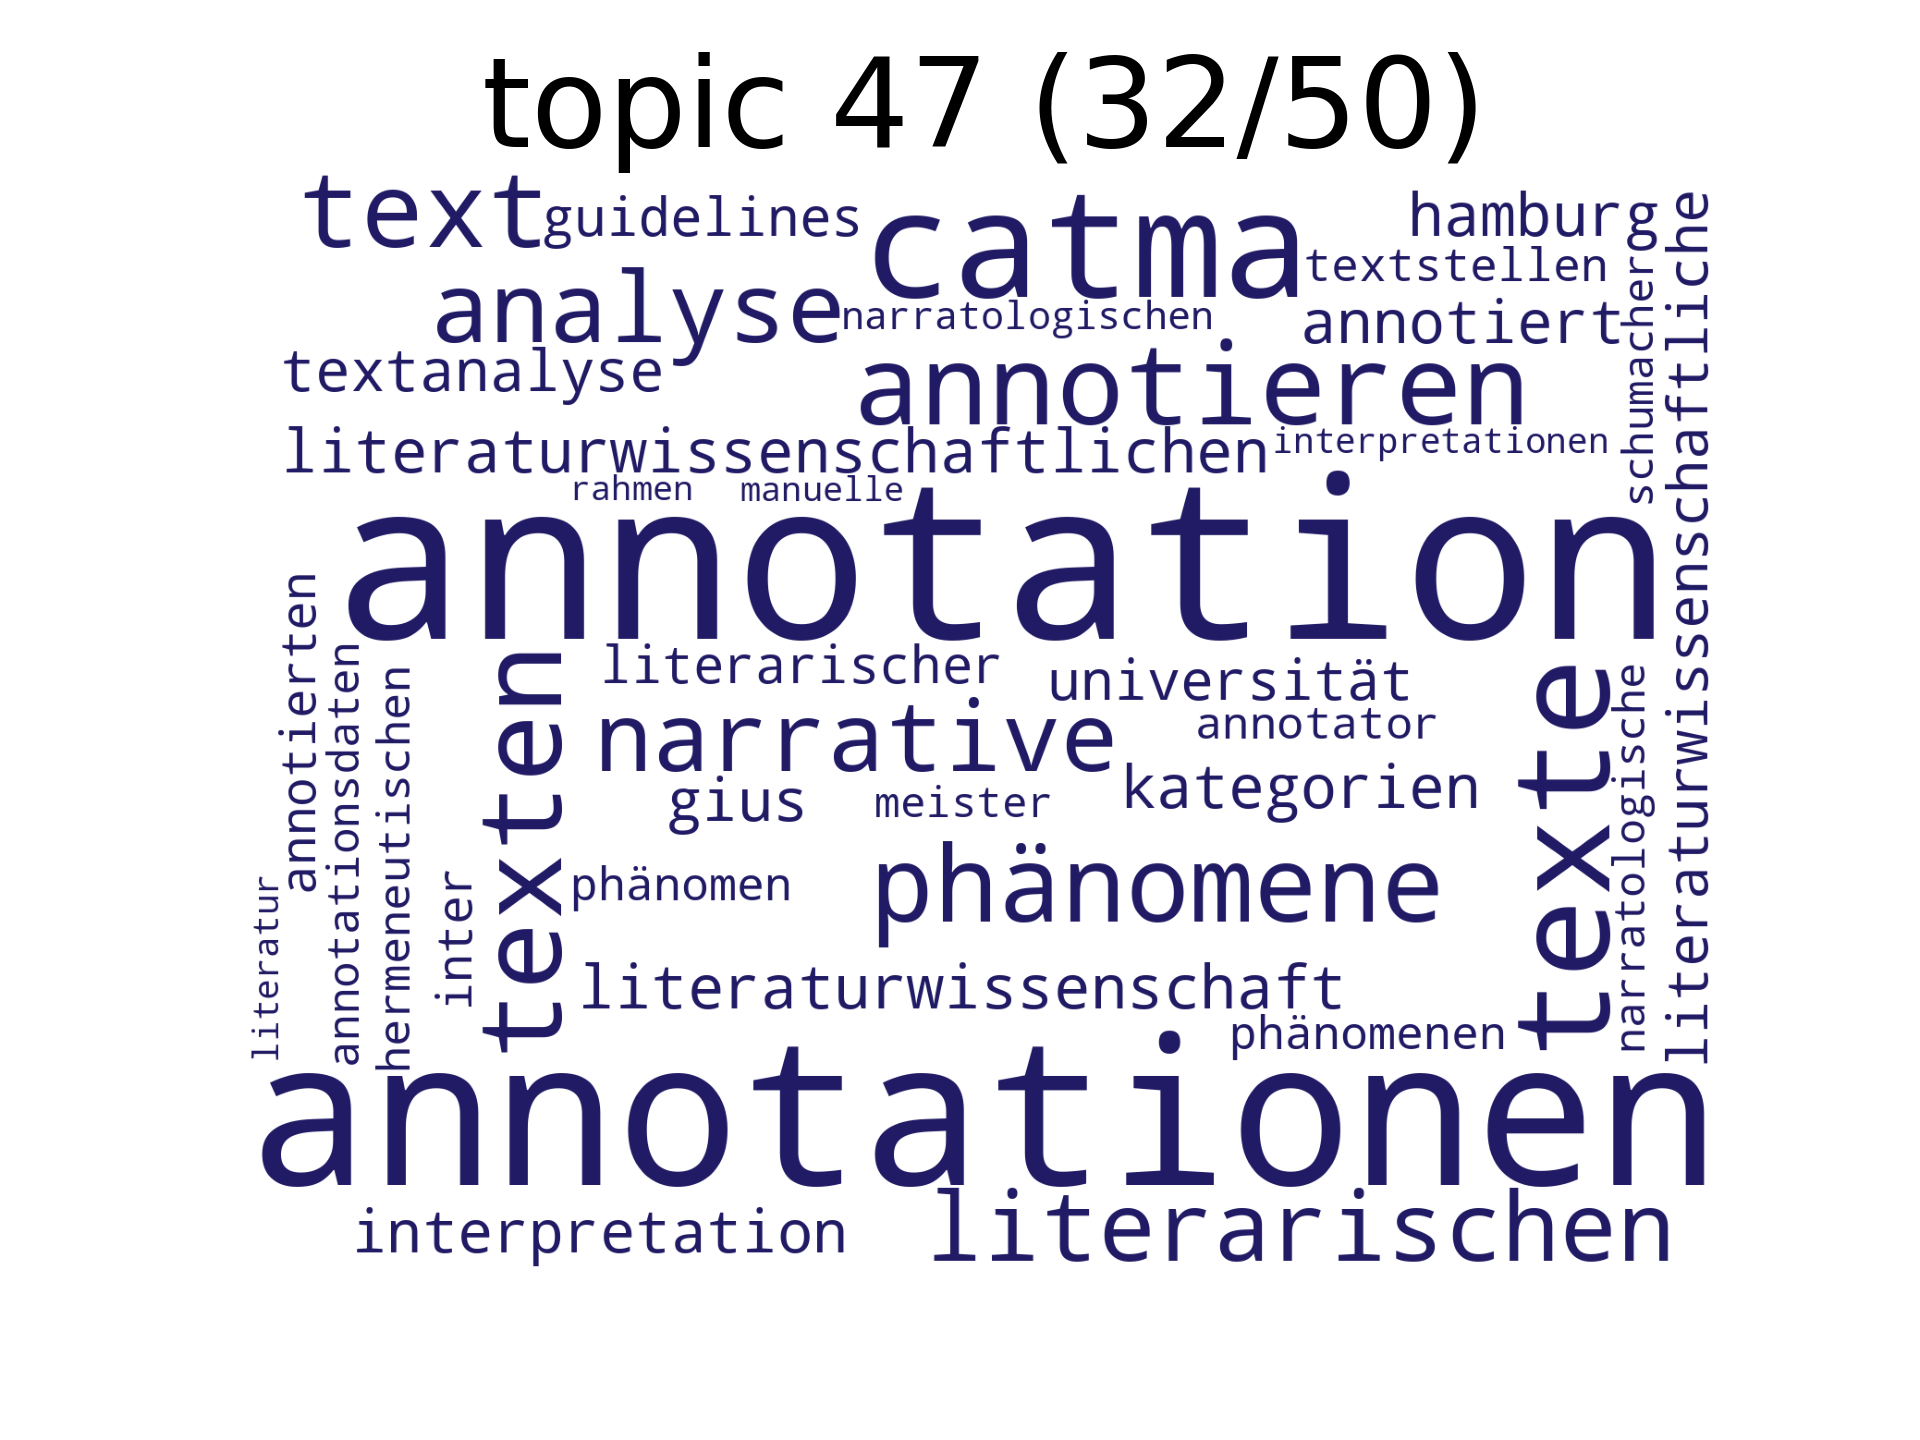 topic 47 (32/50)
text
guidelines
catma
hamburg
textstellen
analyse
narratologischen
annotiert
schumacherg
literaturwissenschaftliche
textanalyse
annotieren
literaturwissenschaftlichen
interpretationen
rahmen
manuelle
annotation
annotierten
annotationsdaten
hermeneutischen
literarischer
universität
narrative
annotator
texten
texte
narratologische
gius
meister
kategorien
inter
phänomen
phänomene
literatur
literaturwissenschaft
phänomenen
annotationen
interpretation
literarischen